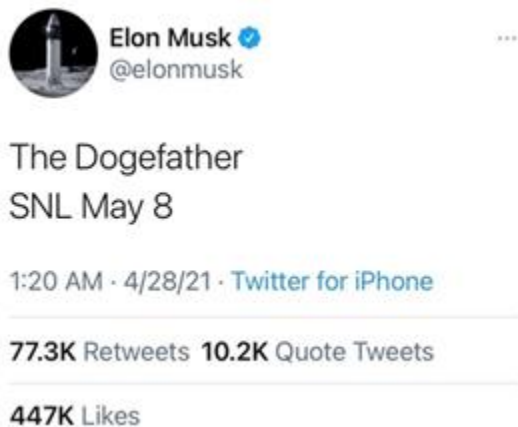 Elon Musk
@elonmusk
The Dogefather
SNL May 8
1:20 AM · 4/28/21 · Twitter for iPhone
77.3K Retweets 10.2K Quote Tweets
447K Likes